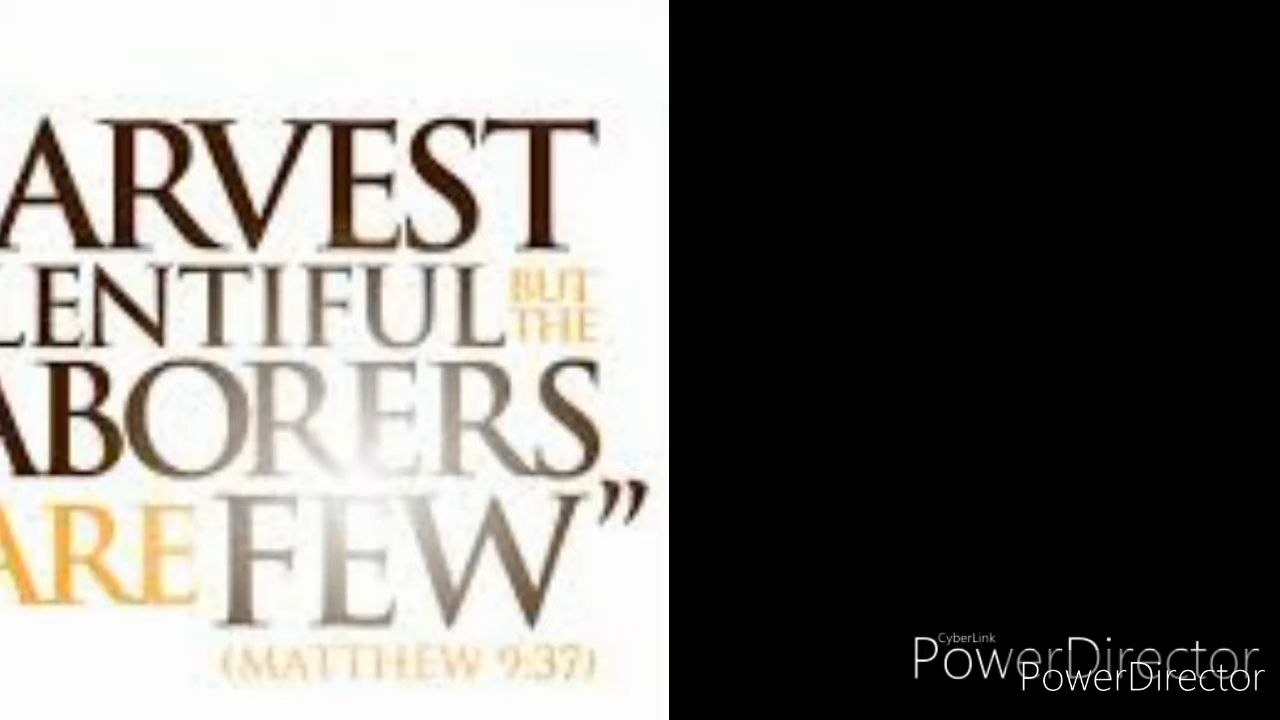 ARVEST
LENTIFUL BUT THE
ABORERS
ARE FEW”
(MATTHEW 9:37)
CyberLink
PowerDirector
PowerDirector